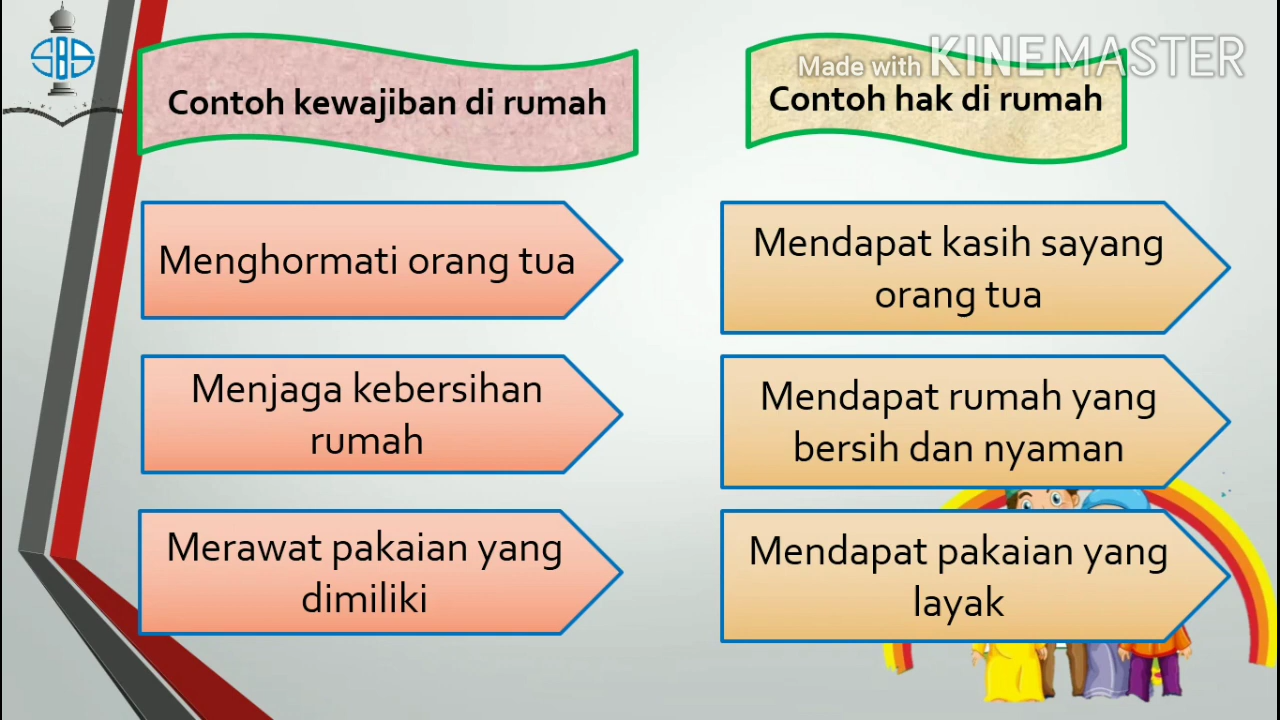 SBS
Contoh kewajiban di rumah
Menghormati orang tua
Menjaga kebersihan
rumah
Merawat pakaian yang
dimiliki
Made with KINEMASTER
Contoh hak di rumah
Mendapat kasih sayang
orang tua
Mendapat rumah yang
bersih dan nyaman
Mendapat pakaian yang
layak